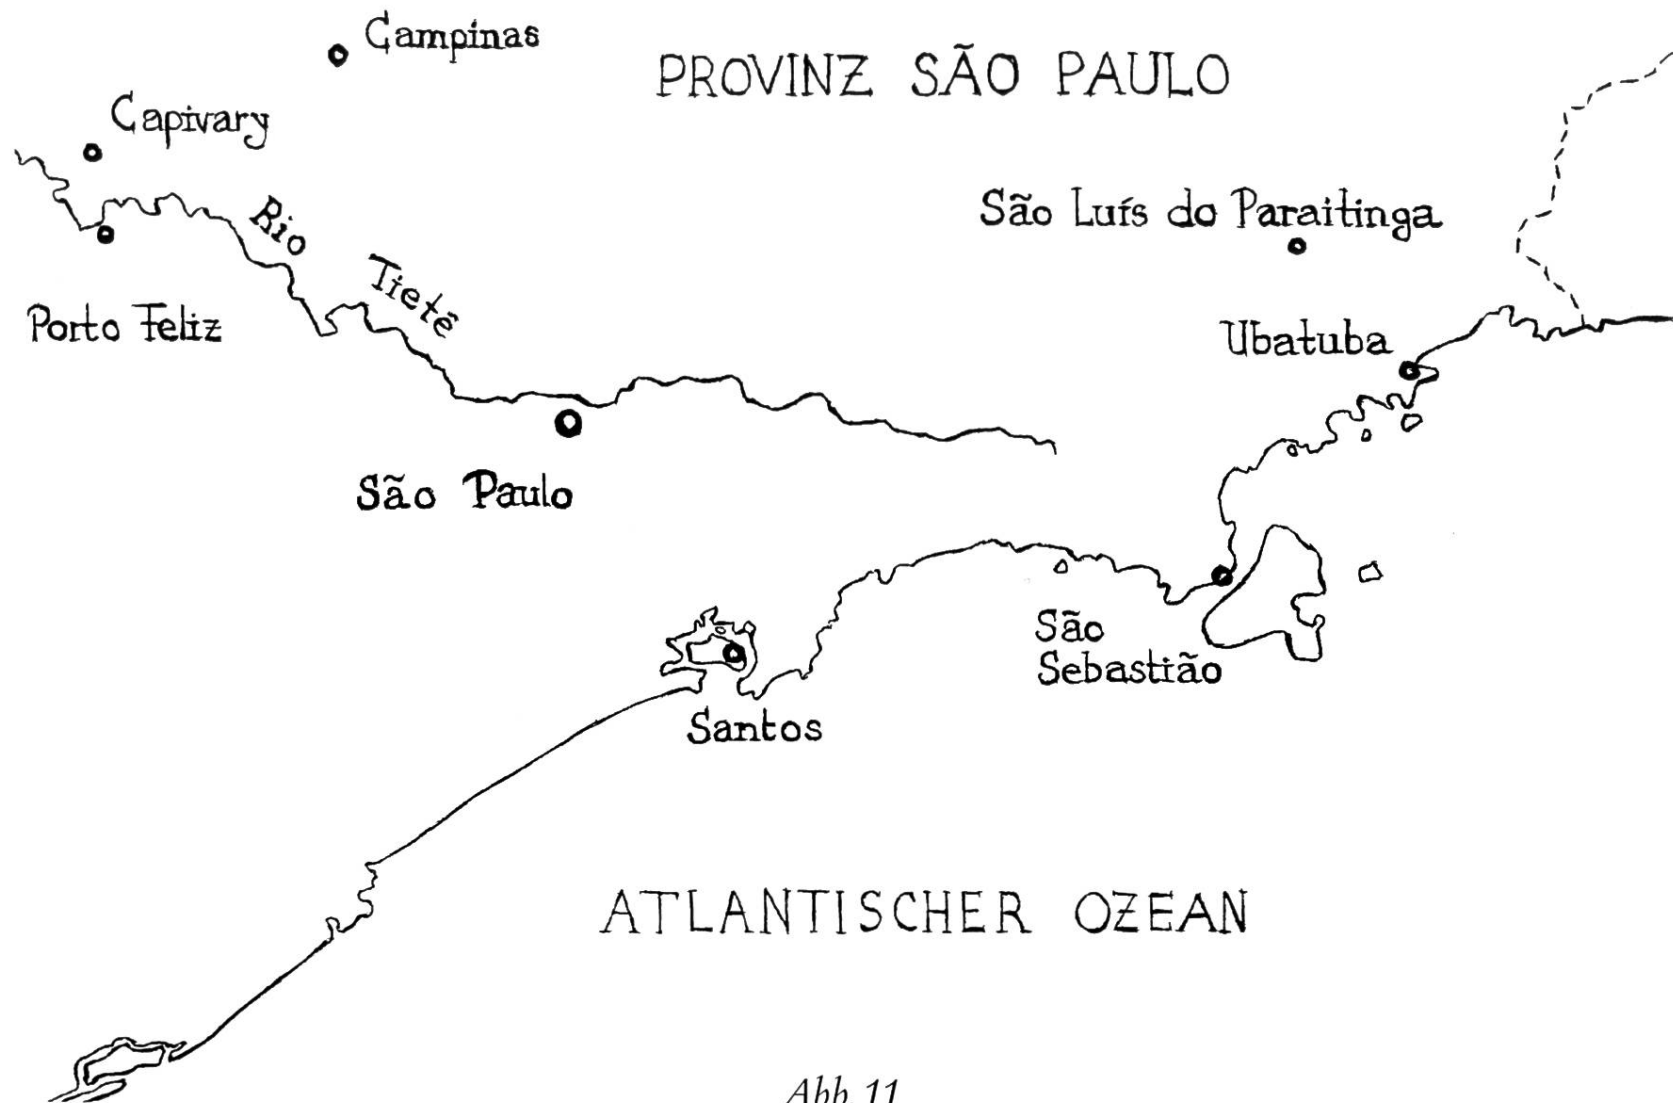 Campinas
PROVINZ SÃO PAULO
Capivary
São Luís do Paraitinga
Rio Tietê
Porto Feliz
Ubatuba
São Paulo
São
Sebastião
Santos
ATLANTISCHER OZEAN
Abb 11